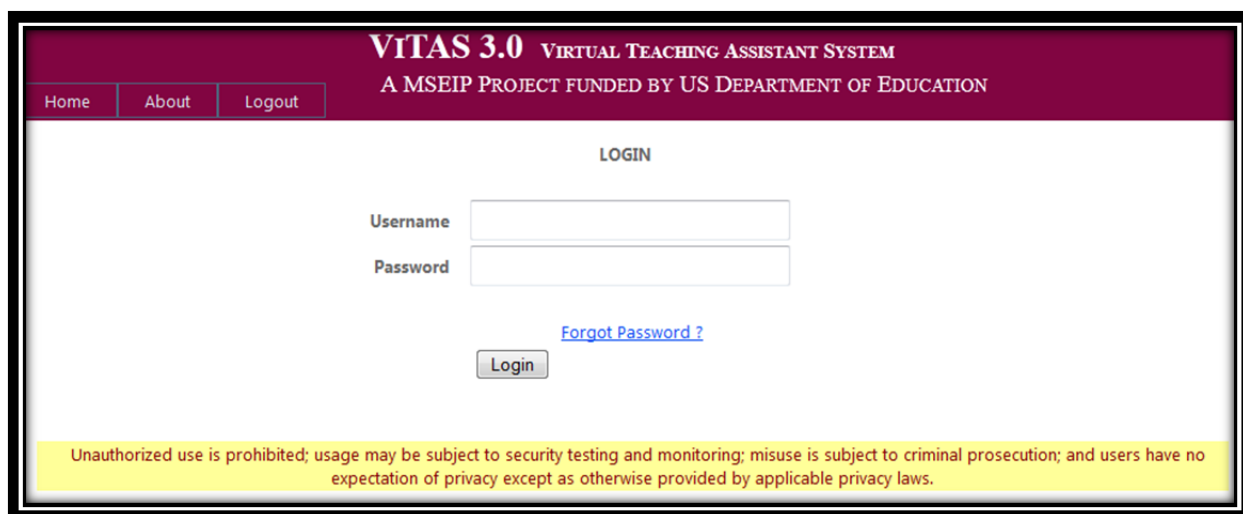 VITAS 3.0 VIRTUAL TEACHING ASSISTANT SYSTEM
A MSEIP PROJECT FUNDED BY US DEPARTMENT OF EDUCATION
Home About Logout
LOGIN
Username
Password
Forgot Password ?
Login
Unauthorized use is prohibited; usage may be subject to security testing and monitoring; misuse is subject to criminal prosecution; and users have no
expectation of privacy except as otherwise provided by applicable privacy laws.